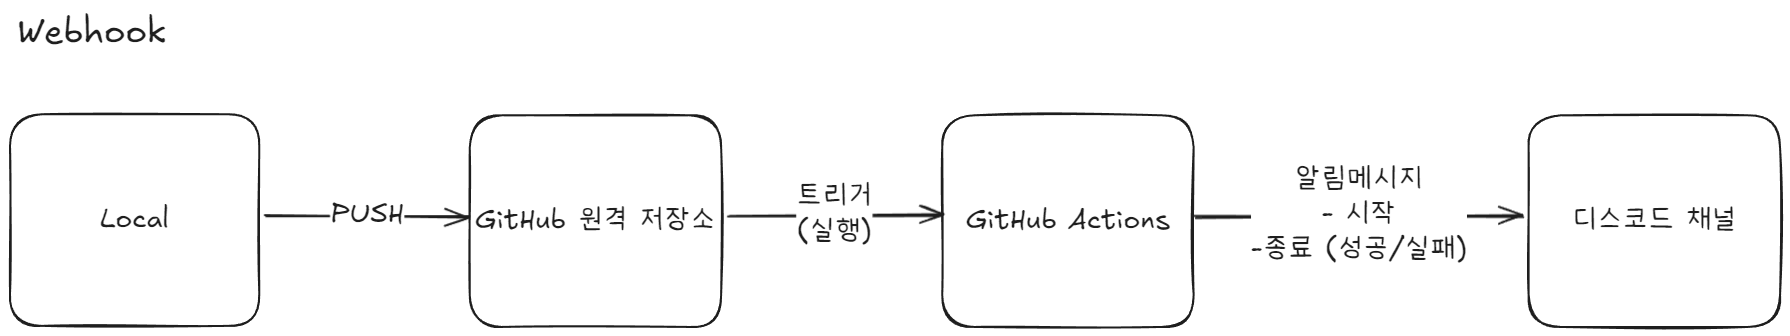 Webhook
Local
PUSH
GitHub 원격 저장소
트리거
(실행)
GitHub Actions
알림메시지
- 시작
-종료 (성공/실패)
디스코드 채널